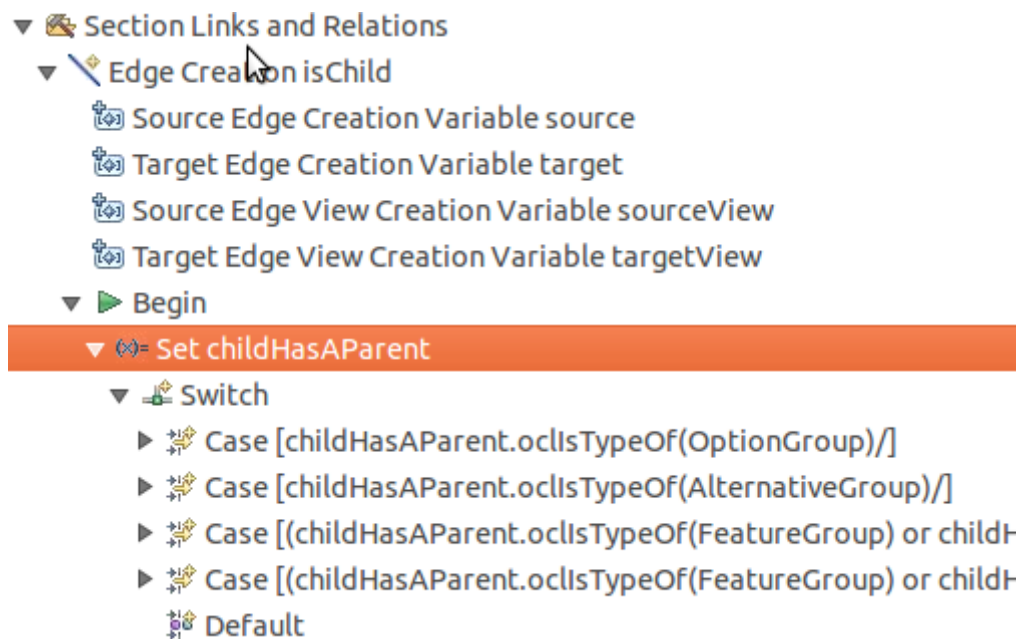 Section Links and Relations
Edge Creation isChild
Source Edge Creation Variable source
Target Edge Creation Variable target
Source Edge View Creation Variable sourceView
Target Edge View Creation Variable targetView
Begin
Set childHasAParent
Switch
Case [childHasAParent.oclIsTypeOf(OptionGroup)/]
Case [childHasAParent.oclIsTypeOf(AlternativeGroup)/]
Case [(childHasAParent.oclIsTypeOf(FeatureGroup) or childH
Case [(childHasAParent.oclIsTypeOf(FeatureGroup) or childH
Default